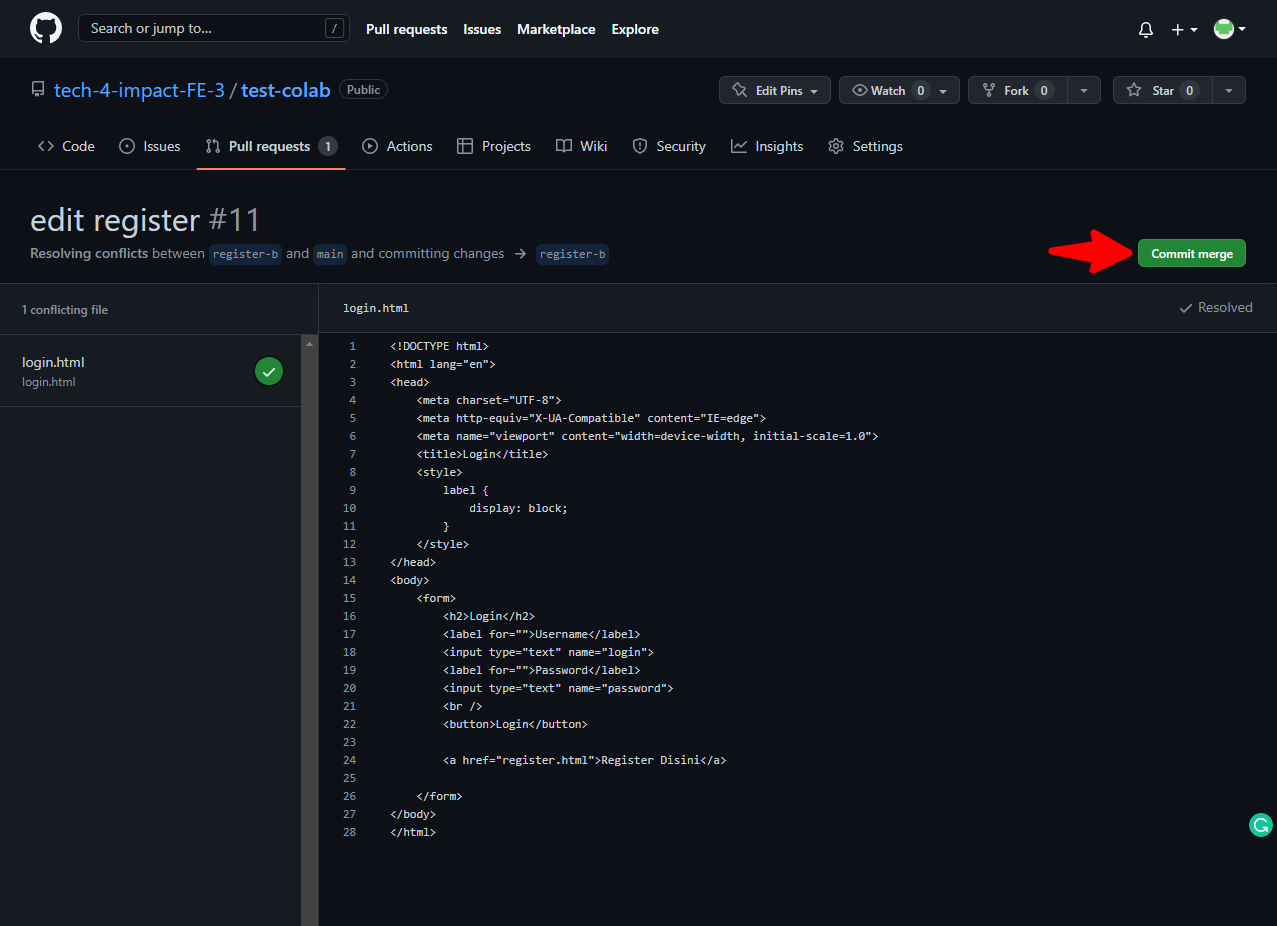 Search or jump to... /
Pull requests Issues Marketplace Explore
tech-4-impact-FE-3 / test-colab Public
Edit Pins Watch 0 Fork 0 Star 0
Code Issues Pull requests 1 Actions Projects Wiki Security Insights Settings
edit register #11
Resolving conflicts between register-b and main and committing changes → register-b
Commit merge
1 conflicting file
login.html
login.html
login.html
Resolved
1 <!DOCTYPE html>
2 <html lang="en">
3 <head>
4 <meta charset="UTF-8">
5 <meta http-equiv="X-UA-Compatible" content="IE=edge">
6 <meta name="viewport" content="width=device-width, initial-scale=1.0">
7 <title>Login</title>
8 <style>
9 label {
10 display: block;
11 }
12 </style>
13 </head>
14 <body>
15 <form>
16 <h2>Login</h2>
17 <label for="">Username</label>
18 <input type="text" name="login">
19 <label for="">Password</label>
20 <input type="text" name="password">
21 <br />
22 <button>Login</button>
23
24 <a href="register.html">Register Disini</a>
25
26 </form>
27 </body>
28 </html>